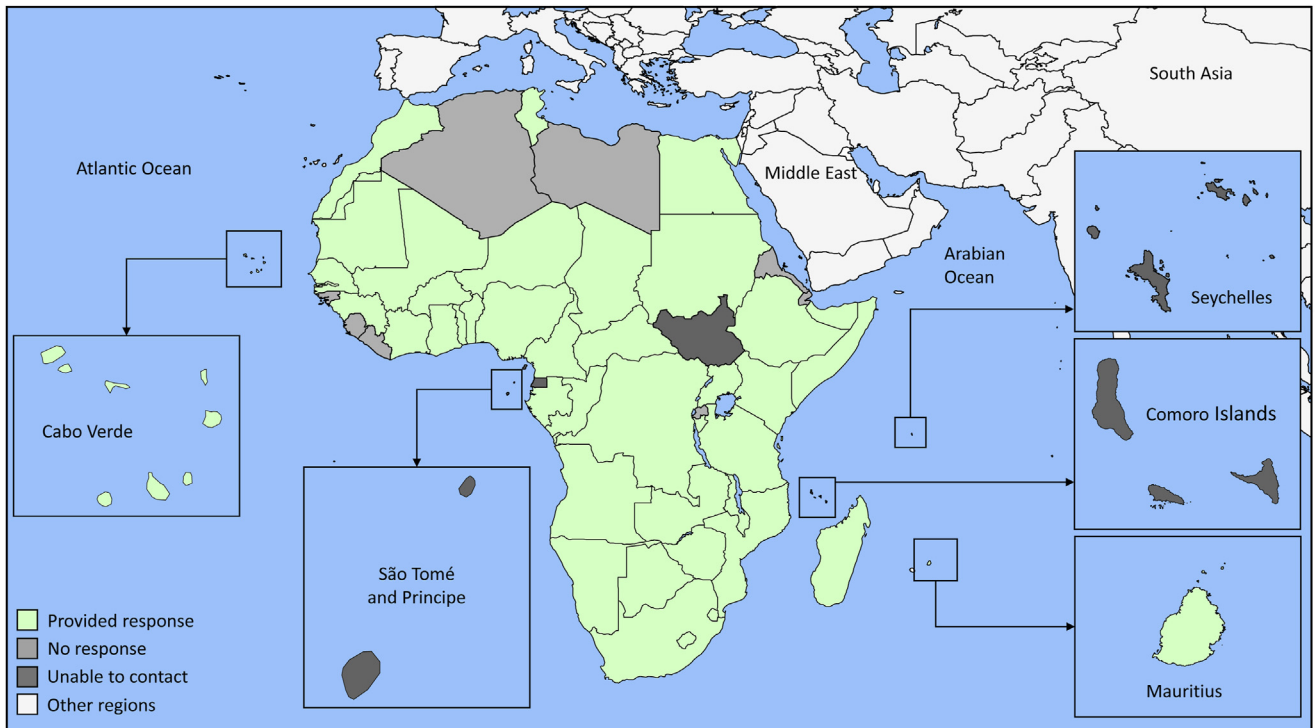 South Asia
Atlantic Ocean
Middle East
Arabian
Ocean
Seychelles
Cabo Verde
Comoro Islands
São Tomé
and Principe
Mauritius
Provided response
No response
Unable to contact
Other regions